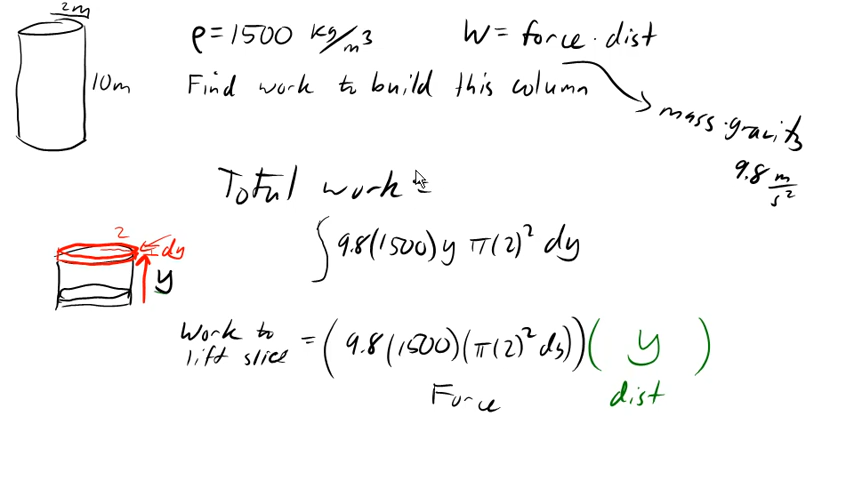 2m
ρ = 1500 kg/m³
W = force · dist
10m
Find work to build this column
mass · gravity
9.8 m/s²
Total work =
∫ 9.8(1500) y π(2)² dy
2
dy
y
Work to lift slice = (9.8(1500)(π(2)² dy))( y )
Force
dist